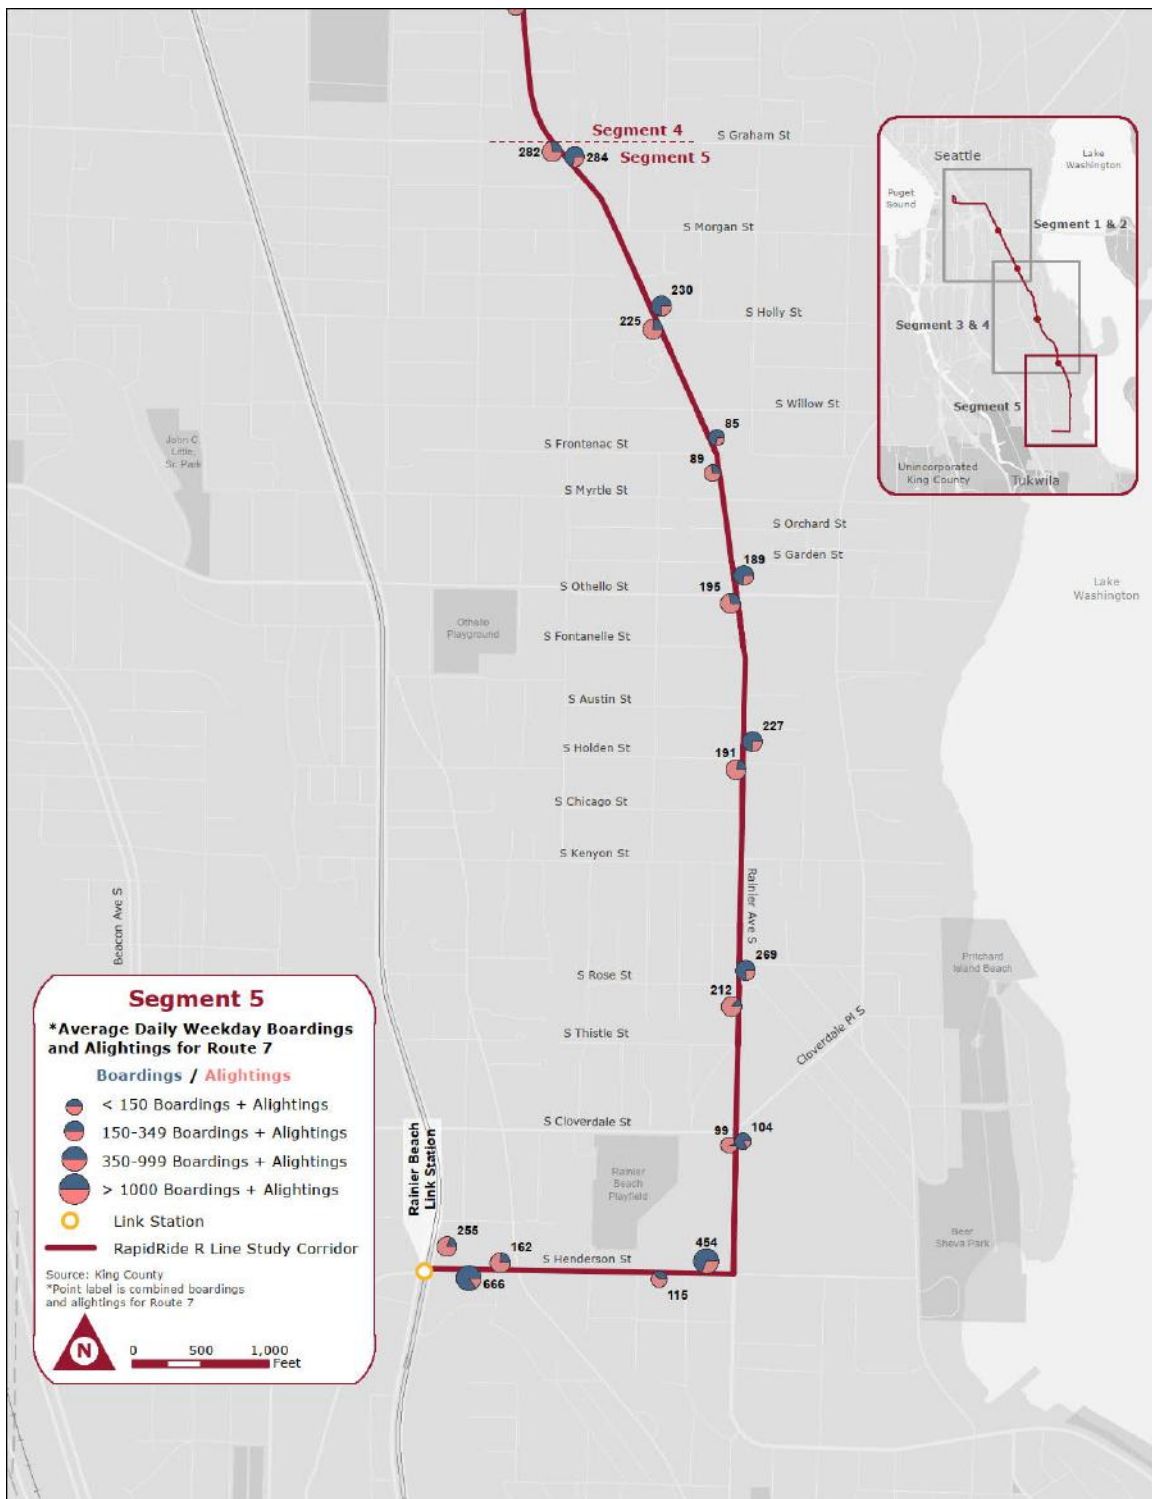 Segment 4
S Graham St
282
284
Segment 5
S Morgan St
230
S Holly St
225
S Willow St
85
S Frontenac St
89
S Myrtle St
S Orchard St
S Garden St
189
S Othello St
195
S Fontanelle St
S Austin St
227
S Holden St
191
S Chicago St
S Kenyon St
Rainier Ave S
269
S Rose St
212
S Thistle St
Cloverdale Pl S
S Cloverdale St
99
104
255
162
S Henderson St
454
666
115
John C.
Little,
Sr. Park
Othello
Playground
Beacon Ave S
Rainier
Beach
Playfield
Pritchard
Island Beach
Beer
Sheva Park
Lake
Washington
Rainier Beach
Link Station
Seattle
Lake
Washington
Puget
Sound
Segment 1 & 2
Segment 3 & 4
Segment 5
Unincorporated
King County
Tukwila
Segment 5
*Average Daily Weekday Boardings
and Alightings for Route 7
Boardings / Alightings
< 150 Boardings + Alightings
150-349 Boardings + Alightings
350-999 Boardings + Alightings
> 1000 Boardings + Alightings
Link Station
RapidRide R Line Study Corridor
Source: King County
*Point label is combined boardings
and alightings for Route 7
N
0 500 1,000
Feet